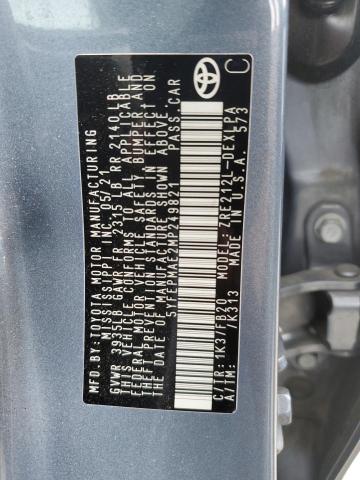 MFD.BY:TOYOTA MOTOR MANUFACTURING
MISSISSIPPI INC. 05/21
GVWR 3935LB GAWR FR 2315LB RR 2140LB
THIS VEHICLE CONFORMS TO ALL APPLICABLE
FEDERAL MOTOR VEHICLE SAFETY, BUMPER, AND
THEFT PREVENTION STANDARDS IN EFFECT ON
THE DATE OF MANUFACTURE SHOWN ABOVE.
5YFEPMAE2MP249821 PASS.CAR
C
C/TR:1K3/FB20 MODEL:ZRE212L-DEXLPA
A/TM: /K313 MADE IN U.S.A. 573